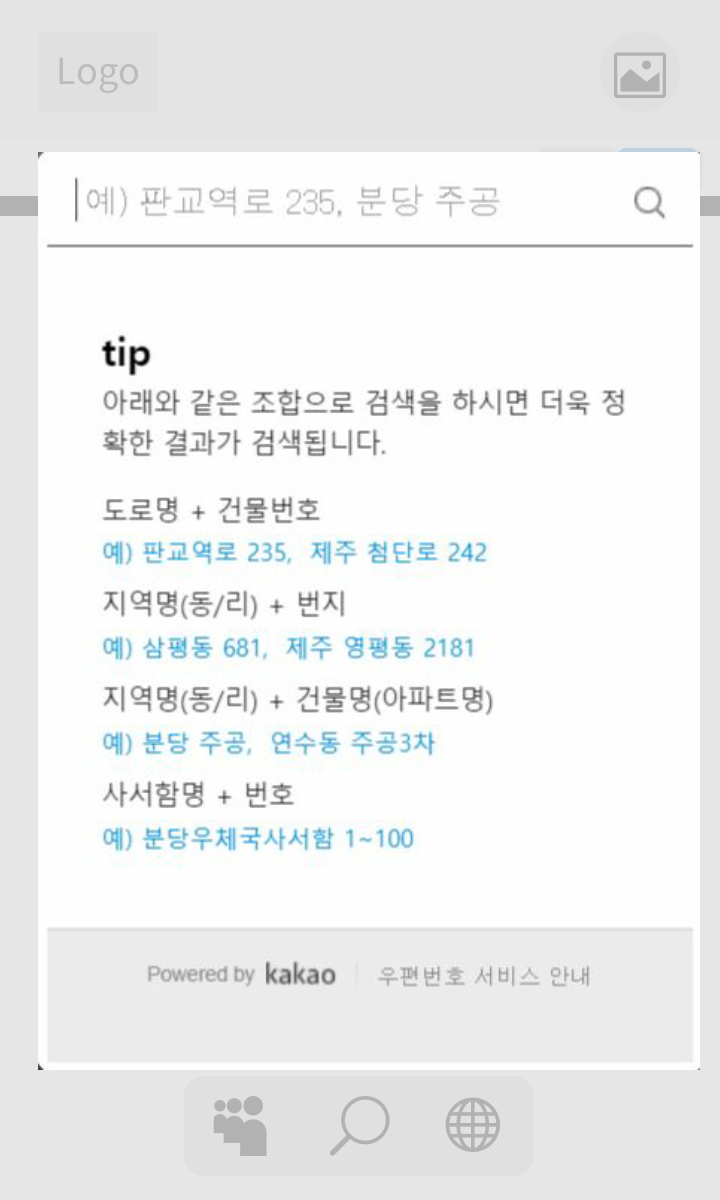 Logo
예) 판교역로 235, 분당 주공
tip
아래와 같은 조합으로 검색을 하시면 더욱 정
확한 결과가 검색됩니다.
도로명 + 건물번호
예) 판교역로 235, 제주 첨단로 242
지역명(동/리) + 번지
예) 삼평동 681, 제주 영평동 2181
지역명(동/리) + 건물명(아파트명)
예) 분당 주공, 연수동 주공3차
사서함명 + 번호
예) 분당우체국사서함 1~100
Powered by kakao 우편번호 서비스 안내